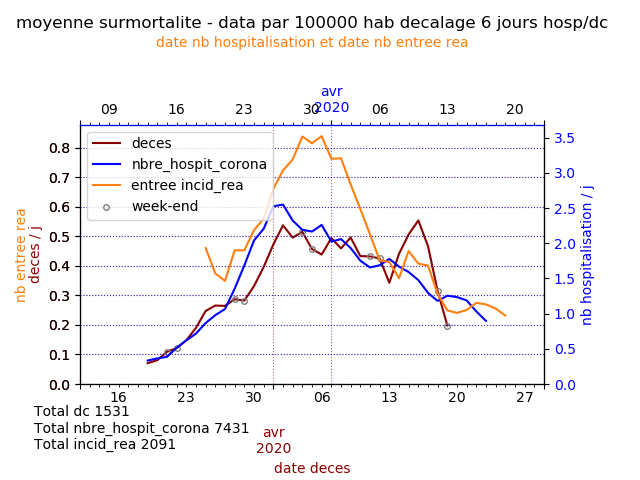 moyenne surmortalite - data par 100000 hab decalage 6 jours hosp/dc
date nb hospitalisation et date nb entree rea
avr
2020
09 16 23 30 06 13 20
deces
nbre_hospit_corona
entree incid_rea
week-end
0.8
0.7
0.6
0.5
0.4
0.3
0.2
0.1
0.0
nb entree rea
deces / j
3.5
3.0
2.5
2.0
1.5
1.0
0.5
0.0
nb hospitalisation / j
16 23 30 06 13 20 27
Total dc 1531
Total nbre_hospit_corona 7431
Total incid_rea 2091
avr
2020
date deces